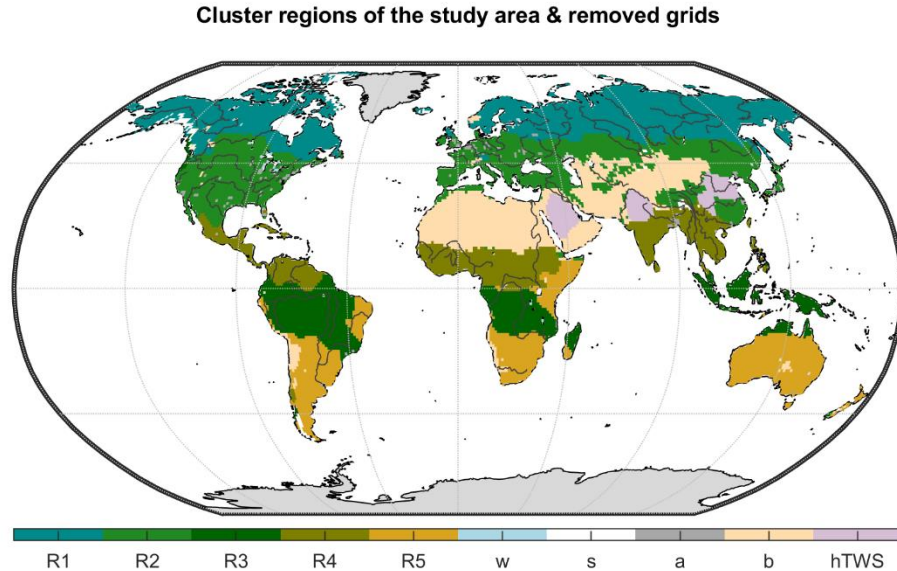 Cluster regions of the study area & removed grids
R1 R2 R3 R4 R5 w s a b hTWS